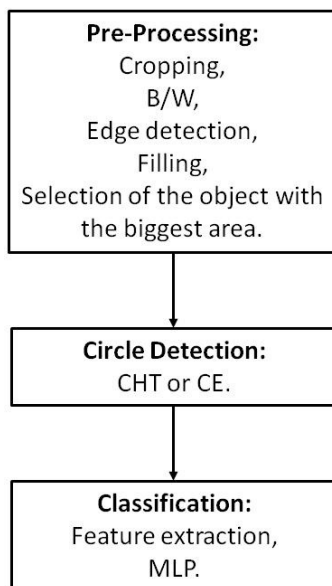 Pre-Processing:
Cropping,
B/W,
Edge detection,
Filling,
Selection of the object with
the biggest area.
Circle Detection:
CHT or CE.
Classification:
Feature extraction,
MLP.